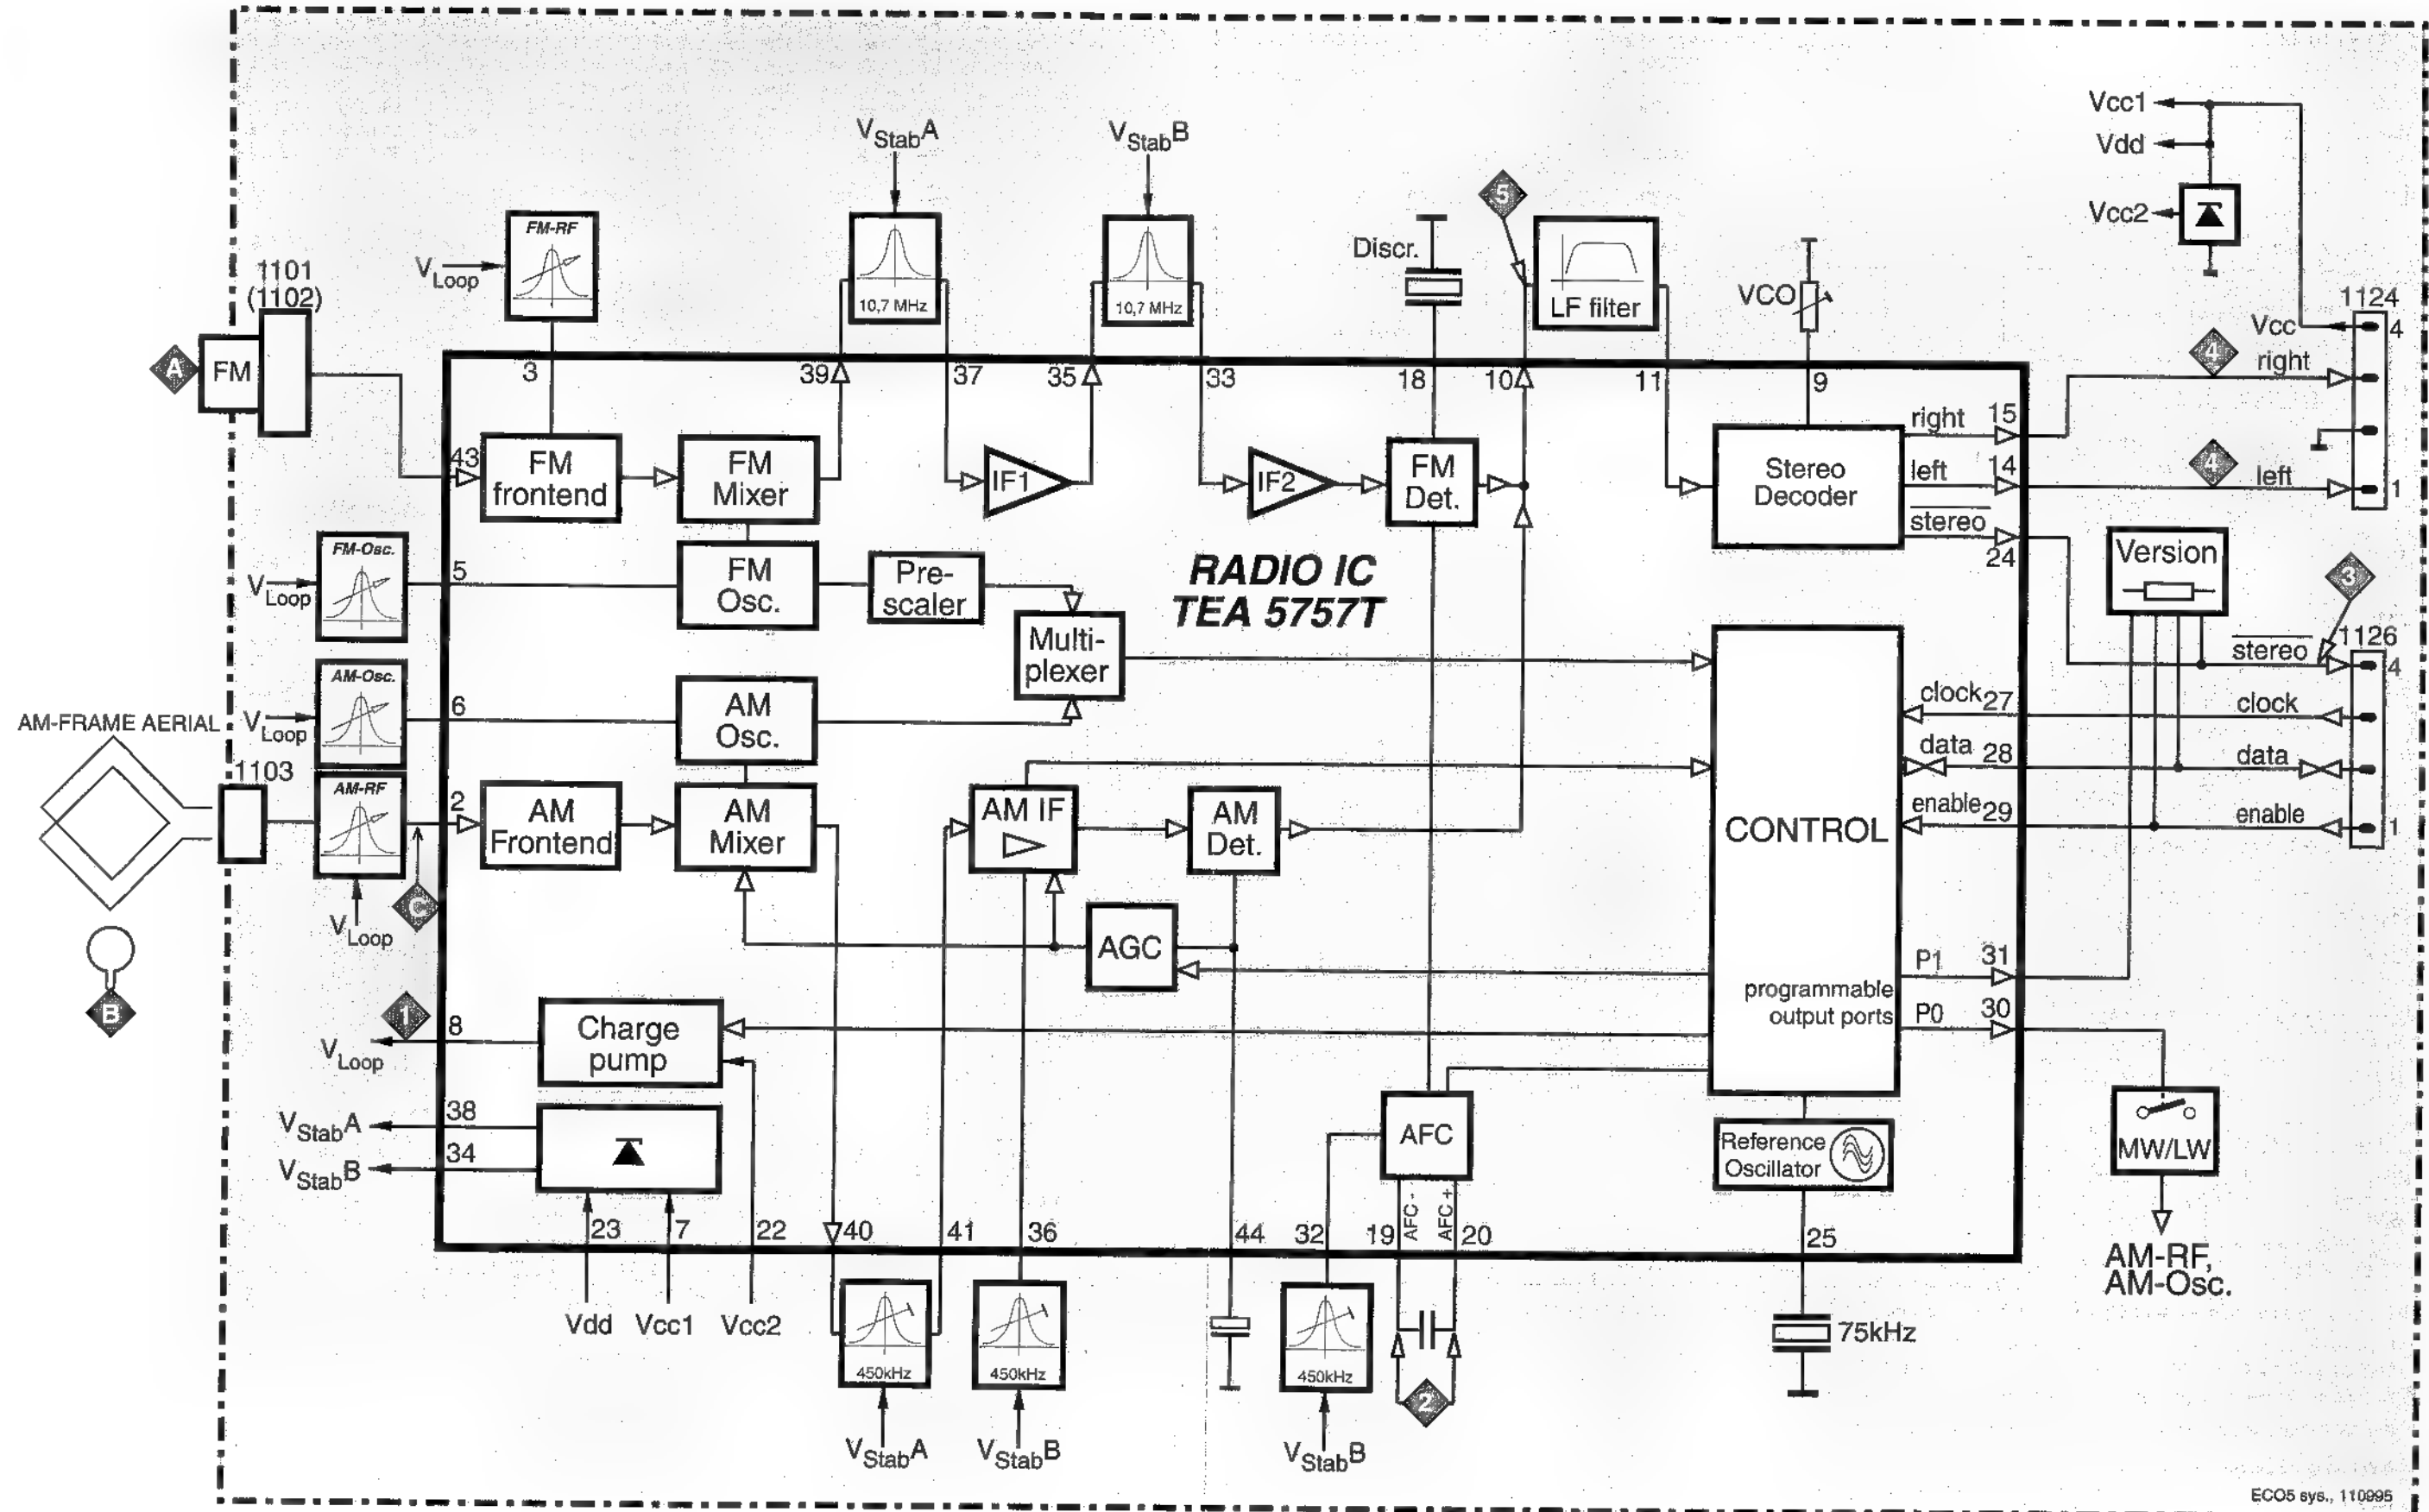 VStabA
VStabB
Vcc1
Vdd
Vcc2
5
FM-RF
VLoop
10,7 MHz
10,7 MHz
Discr.
LF filter
VCO
1101
(1102)
1124
Vcc
4
4
right
A
FM
3
39
37
35
33
18
10
11
9
43
FM
frontend
FM
Mixer
IF1
IF2
FM
Det.
Stereo
Decoder
right
15
left
14
stereo
24
4
left
1
FM-Osc.
VLoop
5
FM
Osc.
Pre-
scaler
RADIO IC
TEA 5757T
Version
3
Multi-
plexer
stereo
1126
4
AM-FRAME AERIAL
AM-Osc.
VLoop
6
AM
Osc.
clock
27
clock
data
28
data
1103
AM-RF
2
AM
Frontend
AM
Mixer
AM IF
AM
Det.
CONTROL
enable
29
enable
1
VLoop
C
AGC
B
P1
31
programmable
output ports
P0
30
1
8
VLoop
Charge
pump
38
VStabA
34
VStabB
AFC
Reference
Oscillator
MW/LW
AFC -
AFC +
23
7
22
40
41
36
44
32
19
20
25
AM-RF,
AM-Osc.
Vdd
Vcc1
Vcc2
450kHz
450kHz
450kHz
75kHz
2
VStabA
VStabB
VStabB
ECO5 sys., 110995